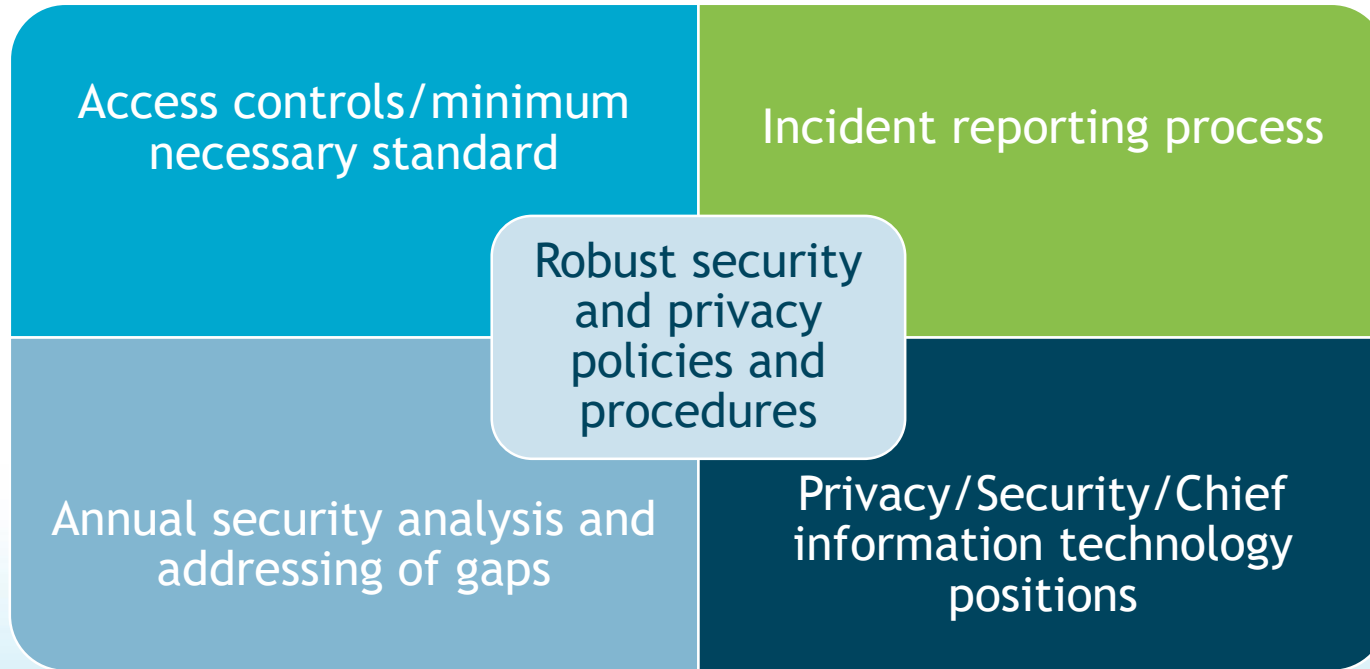 Access controls/minimum
necessary standard
Incident reporting process
Robust security
and privacy
policies and
procedures
Annual security analysis and
addressing of gaps
Privacy/Security/Chief
information technology
positions